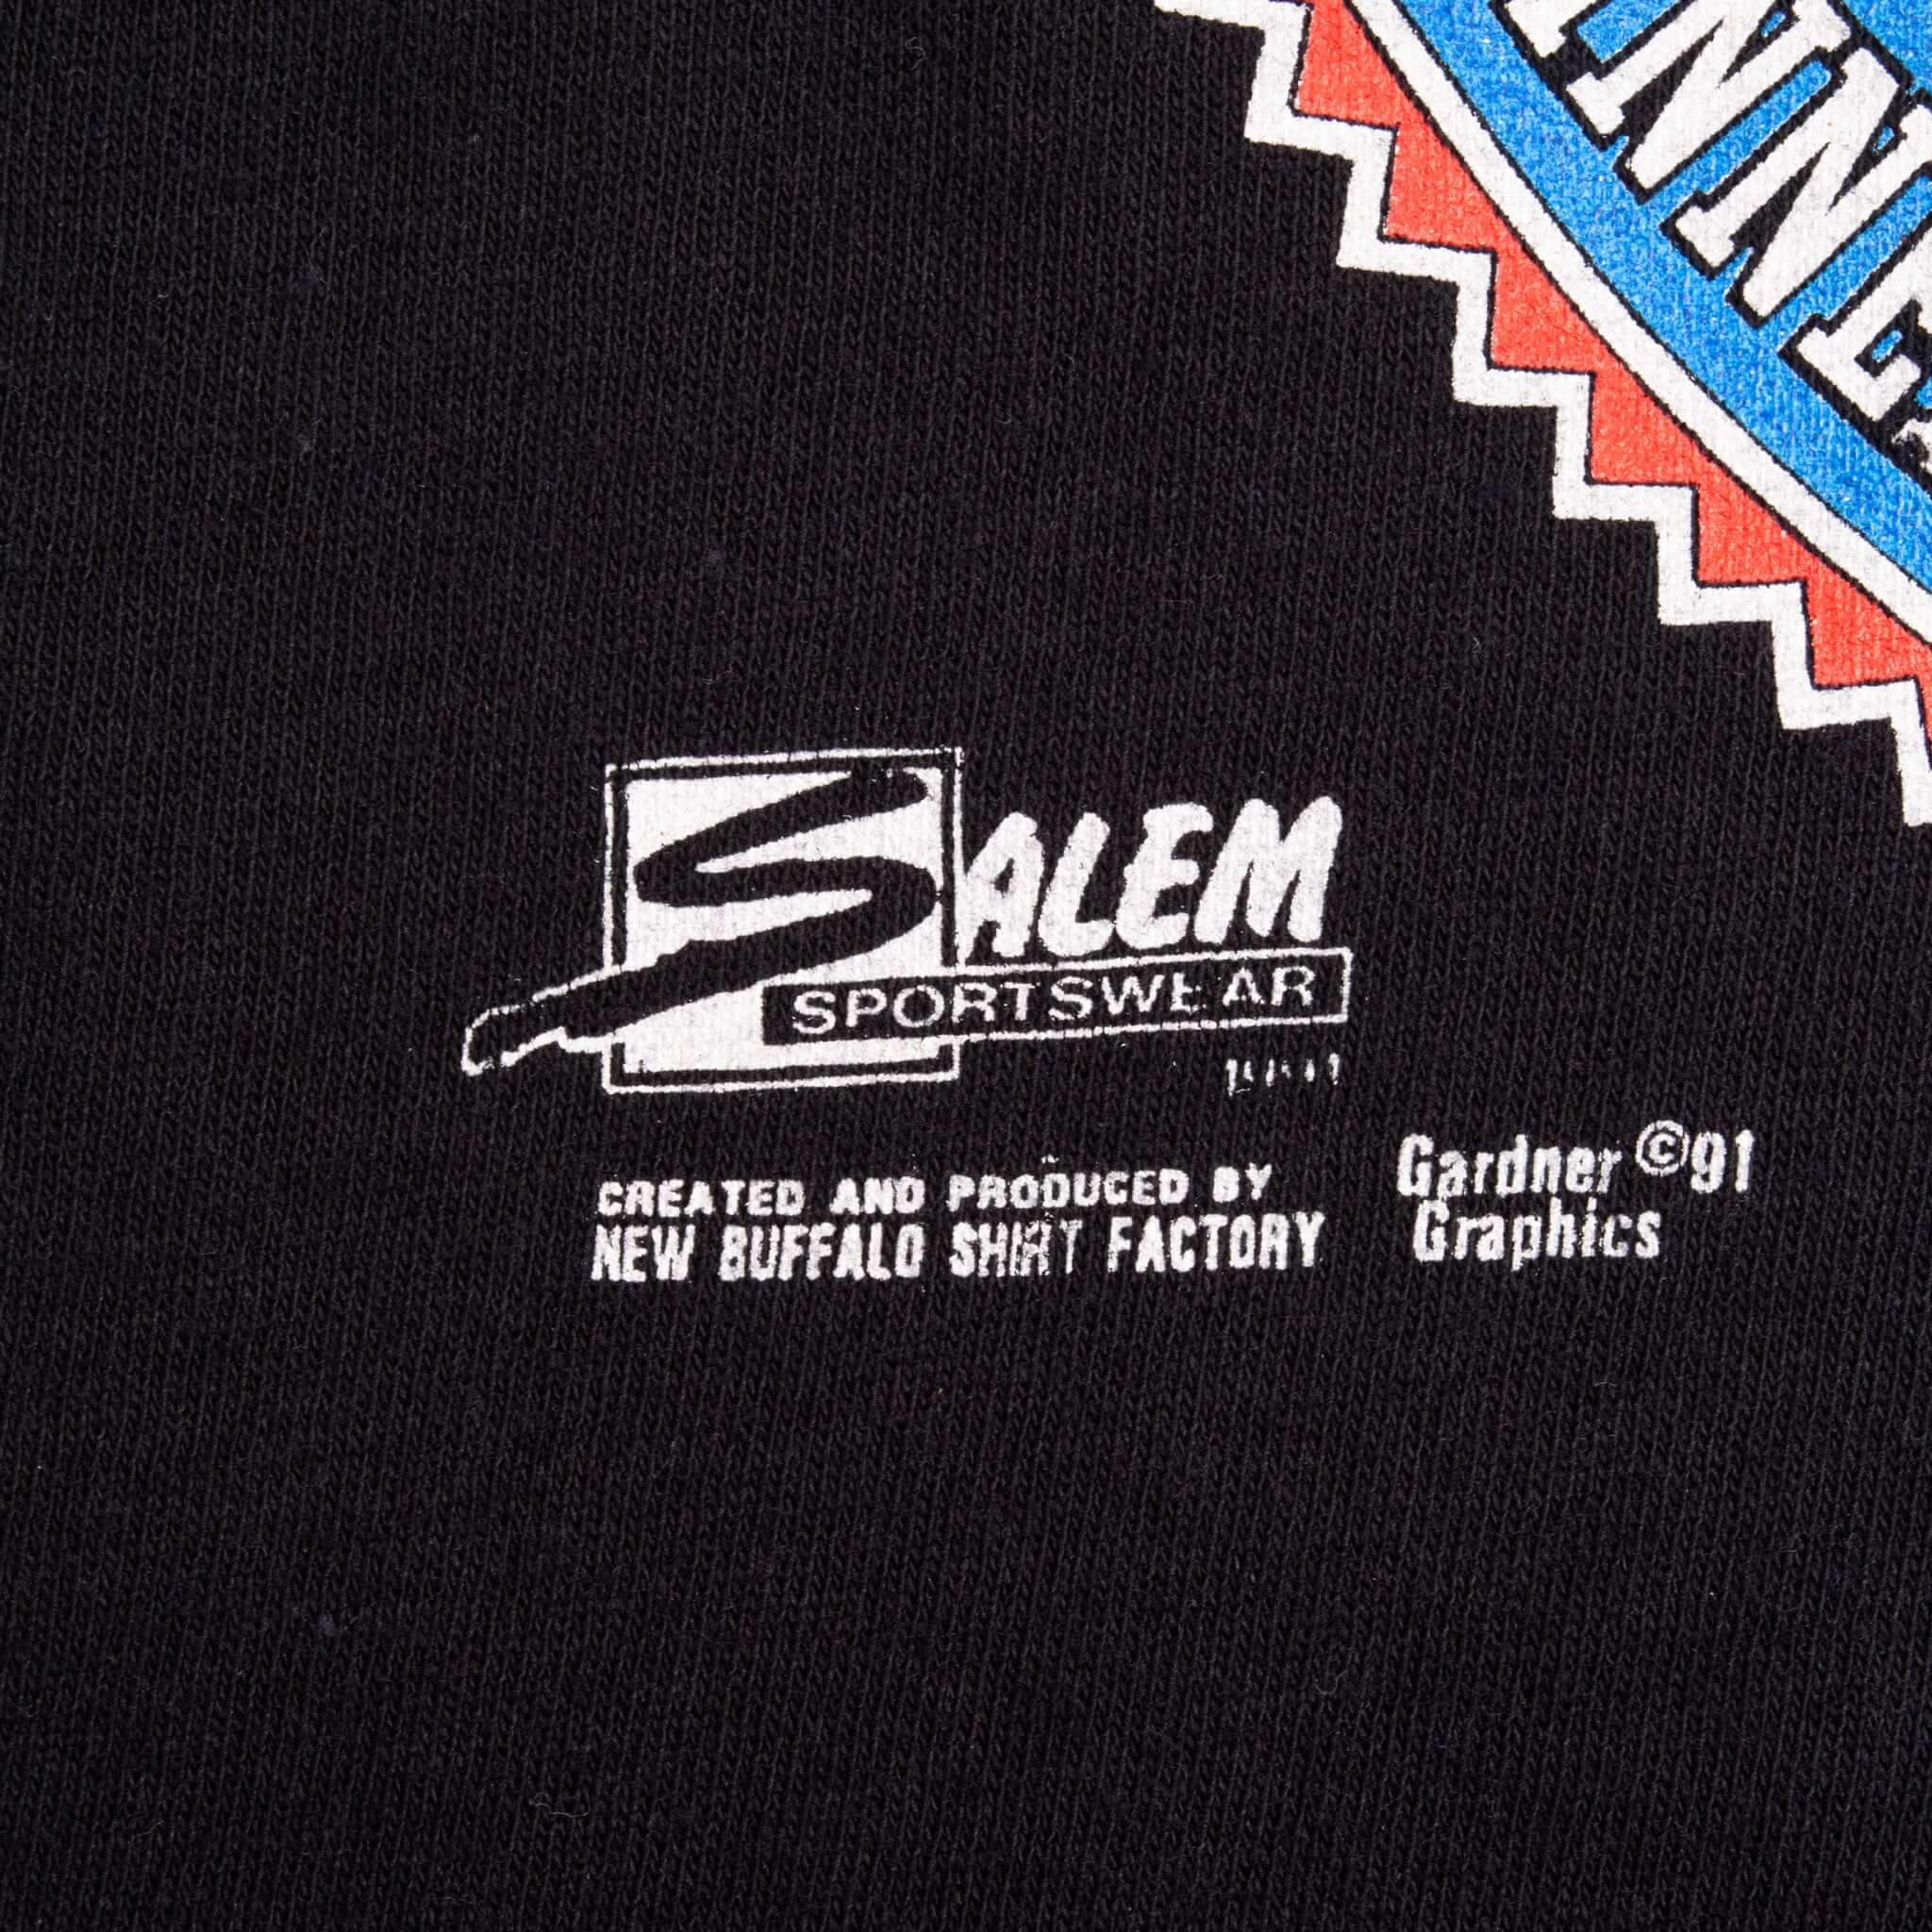 SALEM
SPORTSWEAR
CREATED AND PRODUCED BY
NEW BUFFALO SHIRT FACTORY
Gardner ©91
Graphics